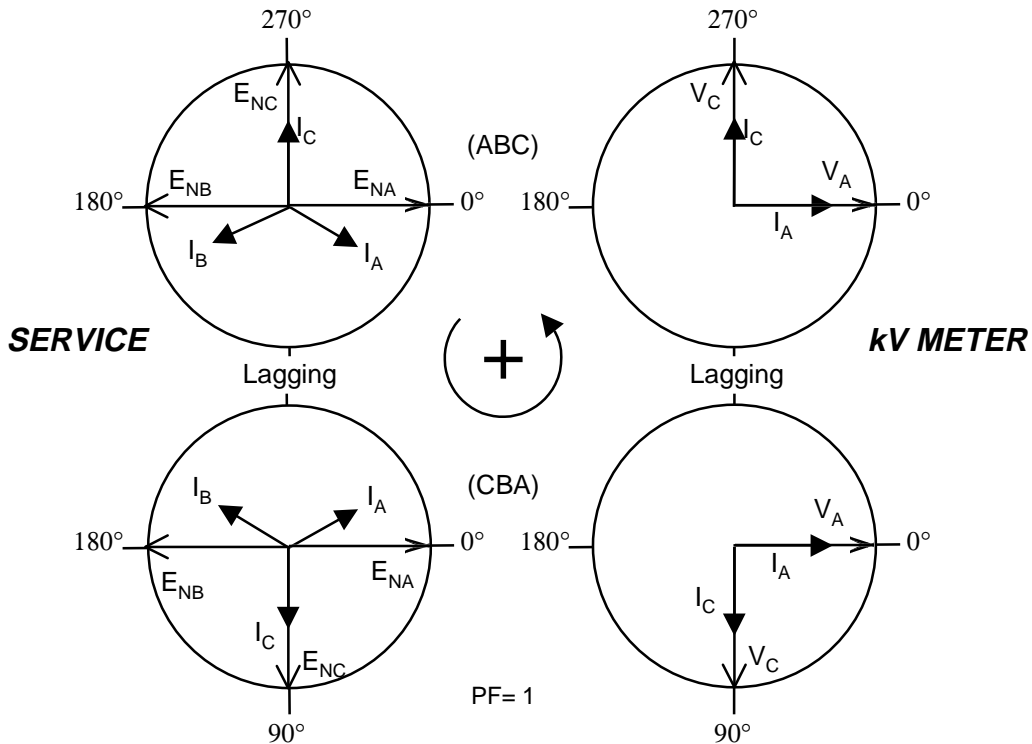 270° 270°
E_NC V_C
I_C I_C
(ABC)
E_NB E_NA V_A
180° 0° 180° 0°
I_B I_A I_A
SERVICE + kV METER
Lagging Lagging
(CBA)
I_B I_A V_A
180° 0° 180° 0°
E_NB E_NA I_A
I_C I_C
E_NC V_C
PF= 1
90° 90°